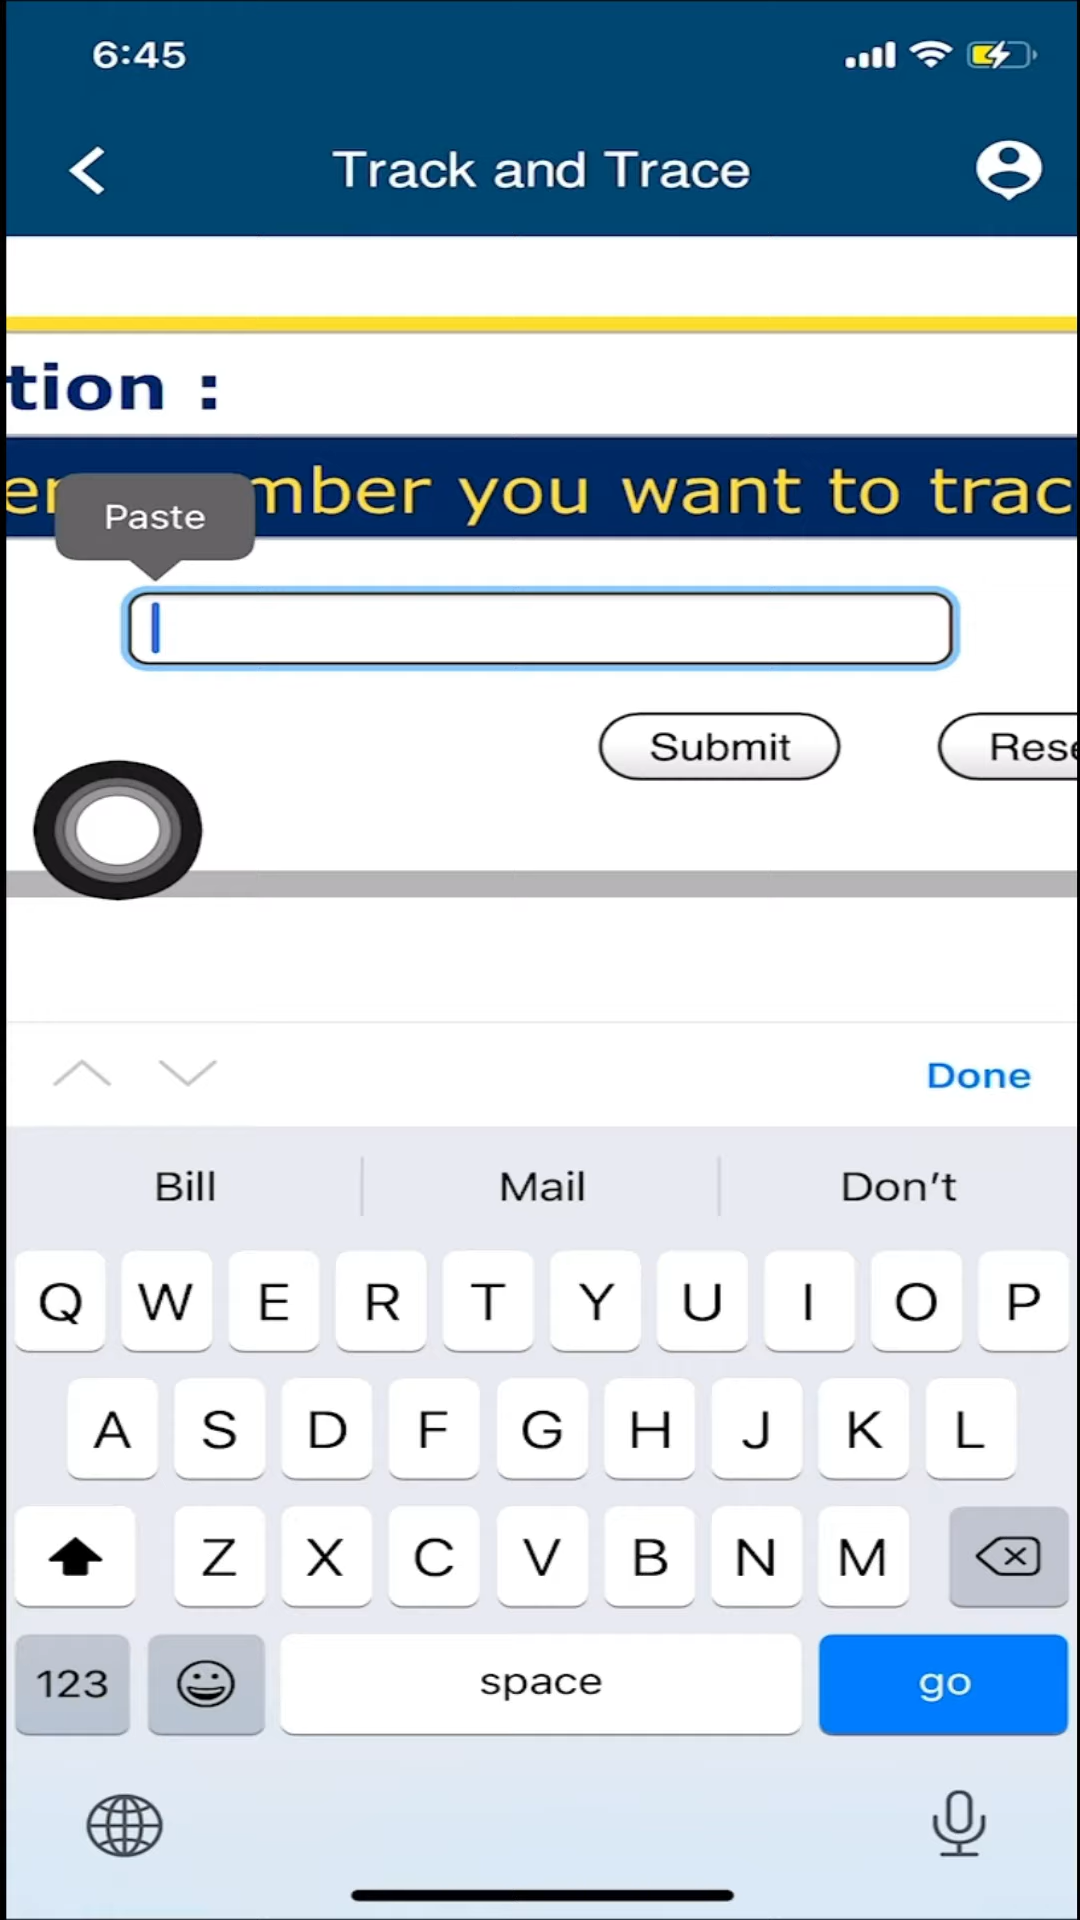 6:45
Track and Trace
tion :
mber you want to trac
Paste
Submit
Rese
Done
Bill Mail Don't
Q W E R T Y U I O P
A S D F G H J K L
Z X C V B N M
123 space go